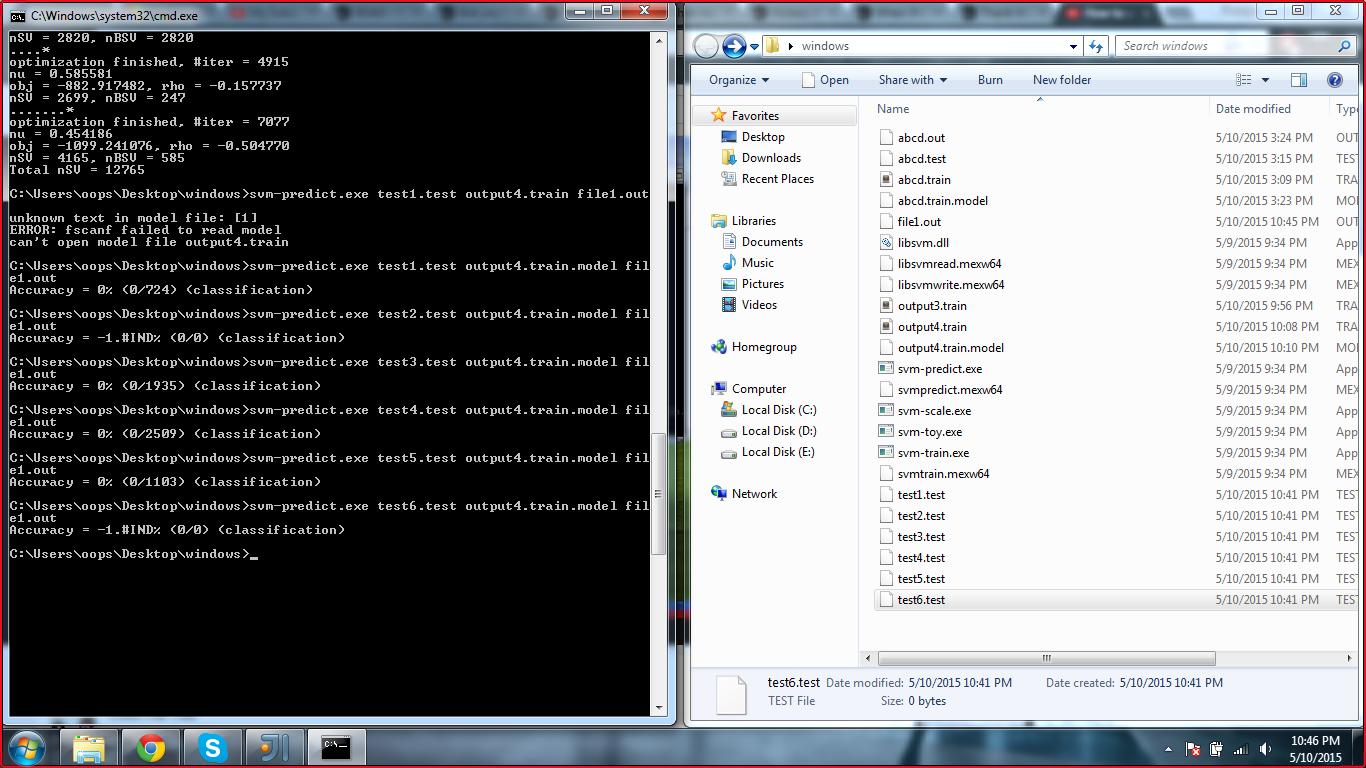 C:\Windows\system32\cmd.exe
nSV = 2820, nBSV = 2820
....*
optimization finished, #iter = 4915
nu = 0.585581
obj = -882.917482, rho = -0.157737
nSV = 2699, nBSV = 247
.......*
optimization finished, #iter = 7077
nu = 0.454186
obj = -1099.241076, rho = -0.504770
nSV = 4165, nBSV = 585
Total nSV = 12765
C:\Users\oops\Desktop\windows>svm-predict.exe test1.test output4.train file1.out
unknown text in model file: [1]
ERROR: fscanf failed to read model
can't open model file output4.train
C:\Users\oops\Desktop\windows>svm-predict.exe test1.test output4.train.model fil
e1.out
Accuracy = 0% (0/724) (classification)
C:\Users\oops\Desktop\windows>svm-predict.exe test2.test output4.train.model fil
e1.out
Accuracy = -1.#IND% (0/0) (classification)
C:\Users\oops\Desktop\windows>svm-predict.exe test3.test output4.train.model fil
e1.out
Accuracy = 0% (0/1935) (classification)
C:\Users\oops\Desktop\windows>svm-predict.exe test4.test output4.train.model fil
e1.out
Accuracy = 0% (0/2509) (classification)
C:\Users\oops\Desktop\windows>svm-predict.exe test5.test output4.train.model fil
e1.out
Accuracy = 0% (0/1103) (classification)
C:\Users\oops\Desktop\windows>svm-predict.exe test6.test output4.train.model fil
e1.out
Accuracy = -1.#IND% (0/0) (classification)
C:\Users\oops\Desktop\windows>_
windows
Search windows
Organize Open Share with Burn New folder
Favorites
Desktop
Downloads
Recent Places
Libraries
Documents
Music
Pictures
Videos
Homegroup
Computer
Local Disk (C:)
Local Disk (D:)
Local Disk (E:)
Network
Name Date modified Type
abcd.out 5/10/2015 3:24 PM OUT
abcd.test 5/10/2015 3:15 PM TEST
abcd.train 5/10/2015 3:09 PM TRA
abcd.train.model 5/10/2015 3:23 PM MOI
file1.out 5/10/2015 10:45 PM OUT
libsvm.dll 5/9/2015 9:34 PM App
libsvmread.mexw64 5/9/2015 9:34 PM MEX
libsvmwrite.mexw64 5/9/2015 9:34 PM MEX
output3.train 5/10/2015 9:56 PM TRA
output4.train 5/10/2015 10:08 PM TRA
output4.train.model 5/10/2015 10:10 PM MOI
svm-predict.exe 5/9/2015 9:34 PM App
svmpredict.mexw64 5/9/2015 9:34 PM MEX
svm-scale.exe 5/9/2015 9:34 PM App
svm-toy.exe 5/9/2015 9:34 PM App
svm-train.exe 5/9/2015 9:34 PM App
svmtrain.mexw64 5/9/2015 9:34 PM MEX
test1.test 5/10/2015 10:41 PM TEST
test2.test 5/10/2015 10:41 PM TEST
test3.test 5/10/2015 10:41 PM TEST
test4.test 5/10/2015 10:41 PM TEST
test5.test 5/10/2015 10:41 PM TEST
test6.test 5/10/2015 10:41 PM TEST
test6.test Date modified: 5/10/2015 10:41 PM Date created: 5/10/2015 10:41 PM
TEST File Size: 0 bytes
10:46 PM
5/10/2015